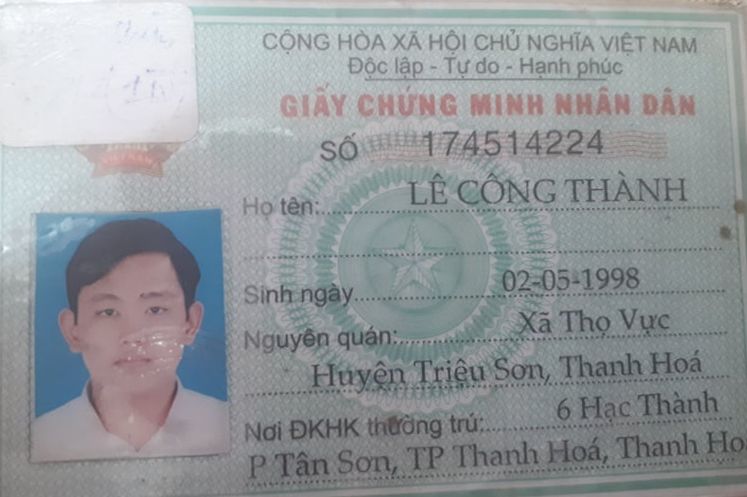 CỘNG HÒA XÃ HỘI CHỦ NGHĨA VIỆT NAM
Độc lập - Tự do - Hạnh phúc
GIẤY CHỨNG MINH NHÂN DÂN
SỐ 174514224
Họ tên: LÊ CÔNG THÀNH
Sinh ngày 02-05-1998
Nguyên quán: Xã Thọ Vực
Huyện Triệu Sơn, Thanh Hoá
Nơi ĐKHK thường trú: 6 Hạc Thành
P Tân Sơn, TP Thanh Hoá, Thanh Ho
VIỆT NAM